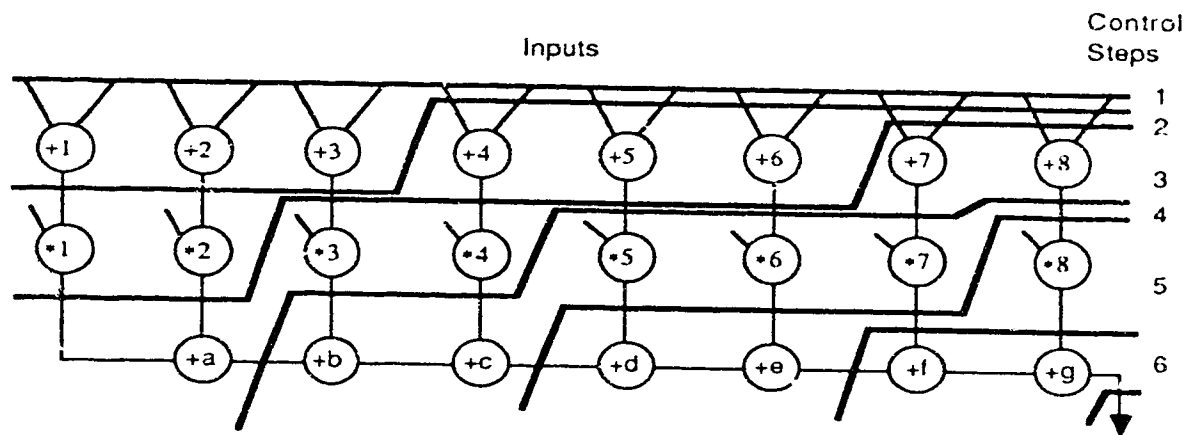 Control
Inputs
Steps
1
2
+1 +2 +3 +4 +5 +6 +7 +8
3
4
*1 *2 *3 *4 *5 *6 *7 *8
5
+a +b +c +d +e +f +g
6